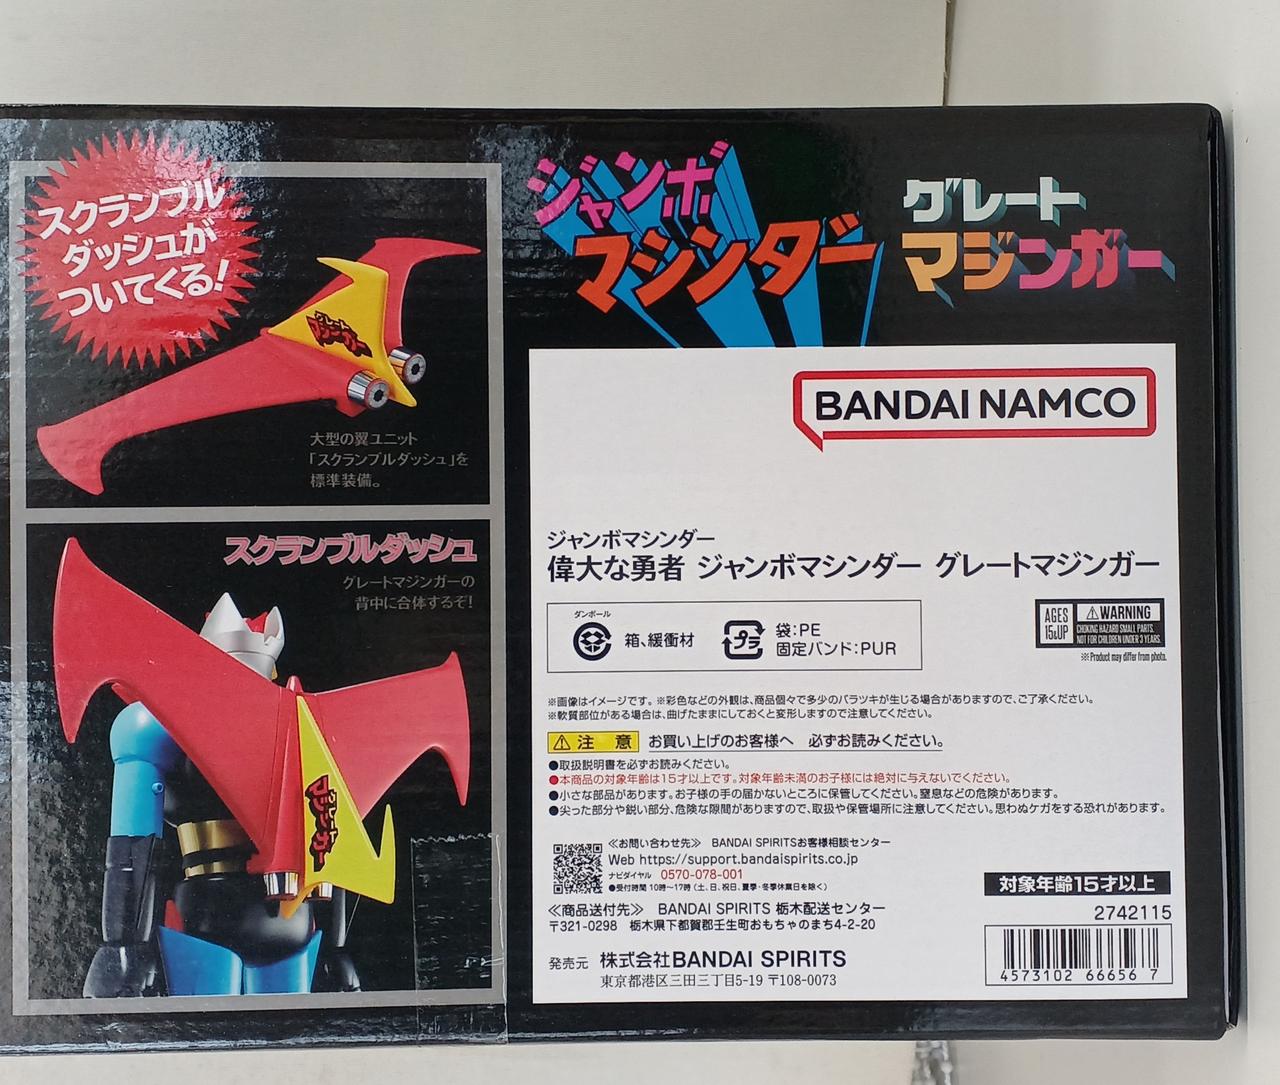 スクランブル
ダッシュが
ついてくる!
グレート
マジンガー
大型の翼ユニット
「スクランブルダッシュ」を
標準装備。
スクランブルダッシュ
グレートマジンガーの
背中に合体するぞ!
グレート
マジンガー
ジャンボ
マシンダー
グレート
マジンガー
BANDAI NAMCO
ジャンボマシンダー
偉大な勇者 ジャンボマシンダー グレートマジンガー
ダンボール
箱、緩衝材
プラ
袋:PE
固定バンド:PUR
AGES
15&UP
⚠WARNING
CHOKING HAZARD SMALL PARTS.
NOT FOR CHILDREN UNDER 3 YEARS.
※Product may differ from photo.
※画像はイメージです。※彩色などの外観は、商品個々で多少のバラツキが生じる場合がありますので、ご了承ください。
※軟質部位がある場合は、曲げたままにしておくと変形しますので注意してください。
⚠注 意 お買い上げのお客様へ 必ずお読みください。
●取扱説明書を必ずお読みください。
●本商品の対象年齢は15才以上です。対象年齢未満のお子様には絶対に与えないでください。
●小さな部品があります。お子様の手の届かないところに保管してください。窒息などの危険があります。
●尖った部分や鋭い部分、危険な隙間がありますので、取扱や保管場所に注意してください。思わぬケガをする恐れがあります。
≪お問い合わせ先≫ BANDAI SPIRITSお客様相談センター
Web https://support.bandaispirits.co.jp
ナビダイヤル 0570-078-001
●受付時間 10時〜17時(土、日、祝日、夏季・冬季休業日を除く)
≪商品送付先≫ BANDAI SPIRITS 栃木配送センター
〒321-0298 栃木県下都賀郡壬生町おもちゃのまち4-2-20
発売元 株式会社BANDAI SPIRITS
東京都港区三田三丁目5-19 〒108-0073
対象年齢15才以上
2742115
4573102 66656 7